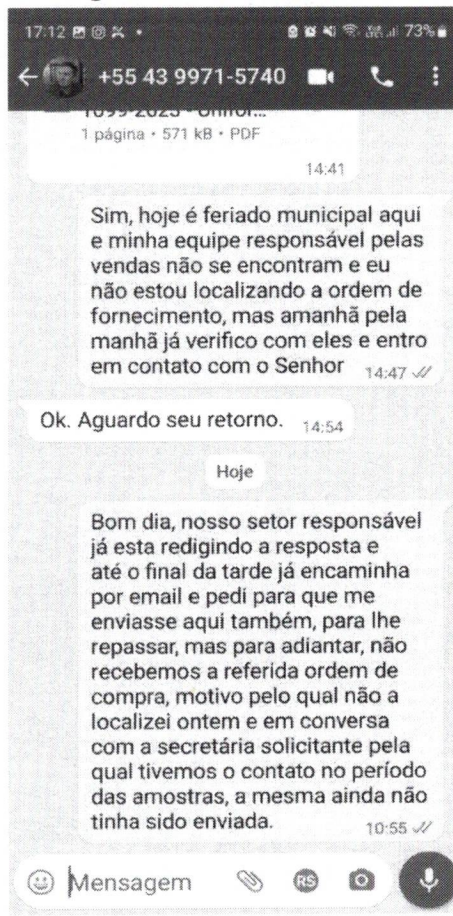 17:12 73%
+55 43 9971-5740
1 página • 571 kB • PDF
14:41
Sim, hoje é feriado municipal aqui
e minha equipe responsável pelas
vendas não se encontram e eu
não estou localizando a ordem de
fornecimento, mas amanhã pela
manhã já verifico com eles e entro
em contato com o Senhor 14:47
Ok. Aguardo seu retorno. 14:54
Hoje
Bom dia, nosso setor responsável
já esta redigindo a resposta e
até o final da tarde já encaminha
por email e pedi para que me
enviasse aqui também, para lhe
repassar, mas para adiantar, não
recebemos a referida ordem de
compra, motivo pelo qual não a
localizei ontem e em conversa
com a secretária solicitante pela
qual tivemos o contato no período
das amostras, a mesma ainda não
tinha sido enviada. 10:55
Mensagem RS